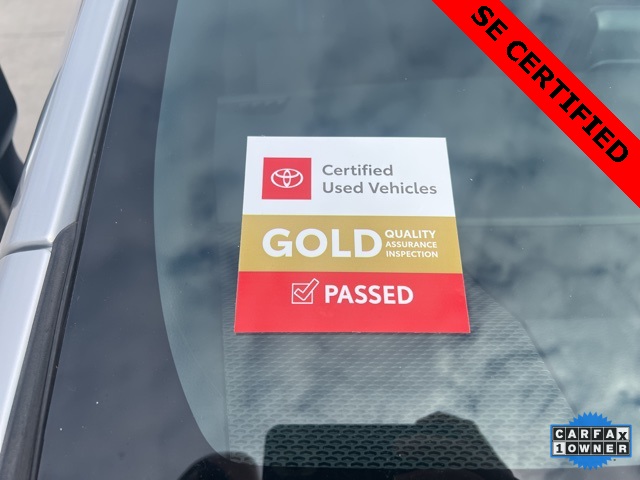 SE CERTIFIED
Certified
Used Vehicles
GOLD QUALITY
ASSURANCE
INSPECTION
PASSED
CARFAX
1 OWNER